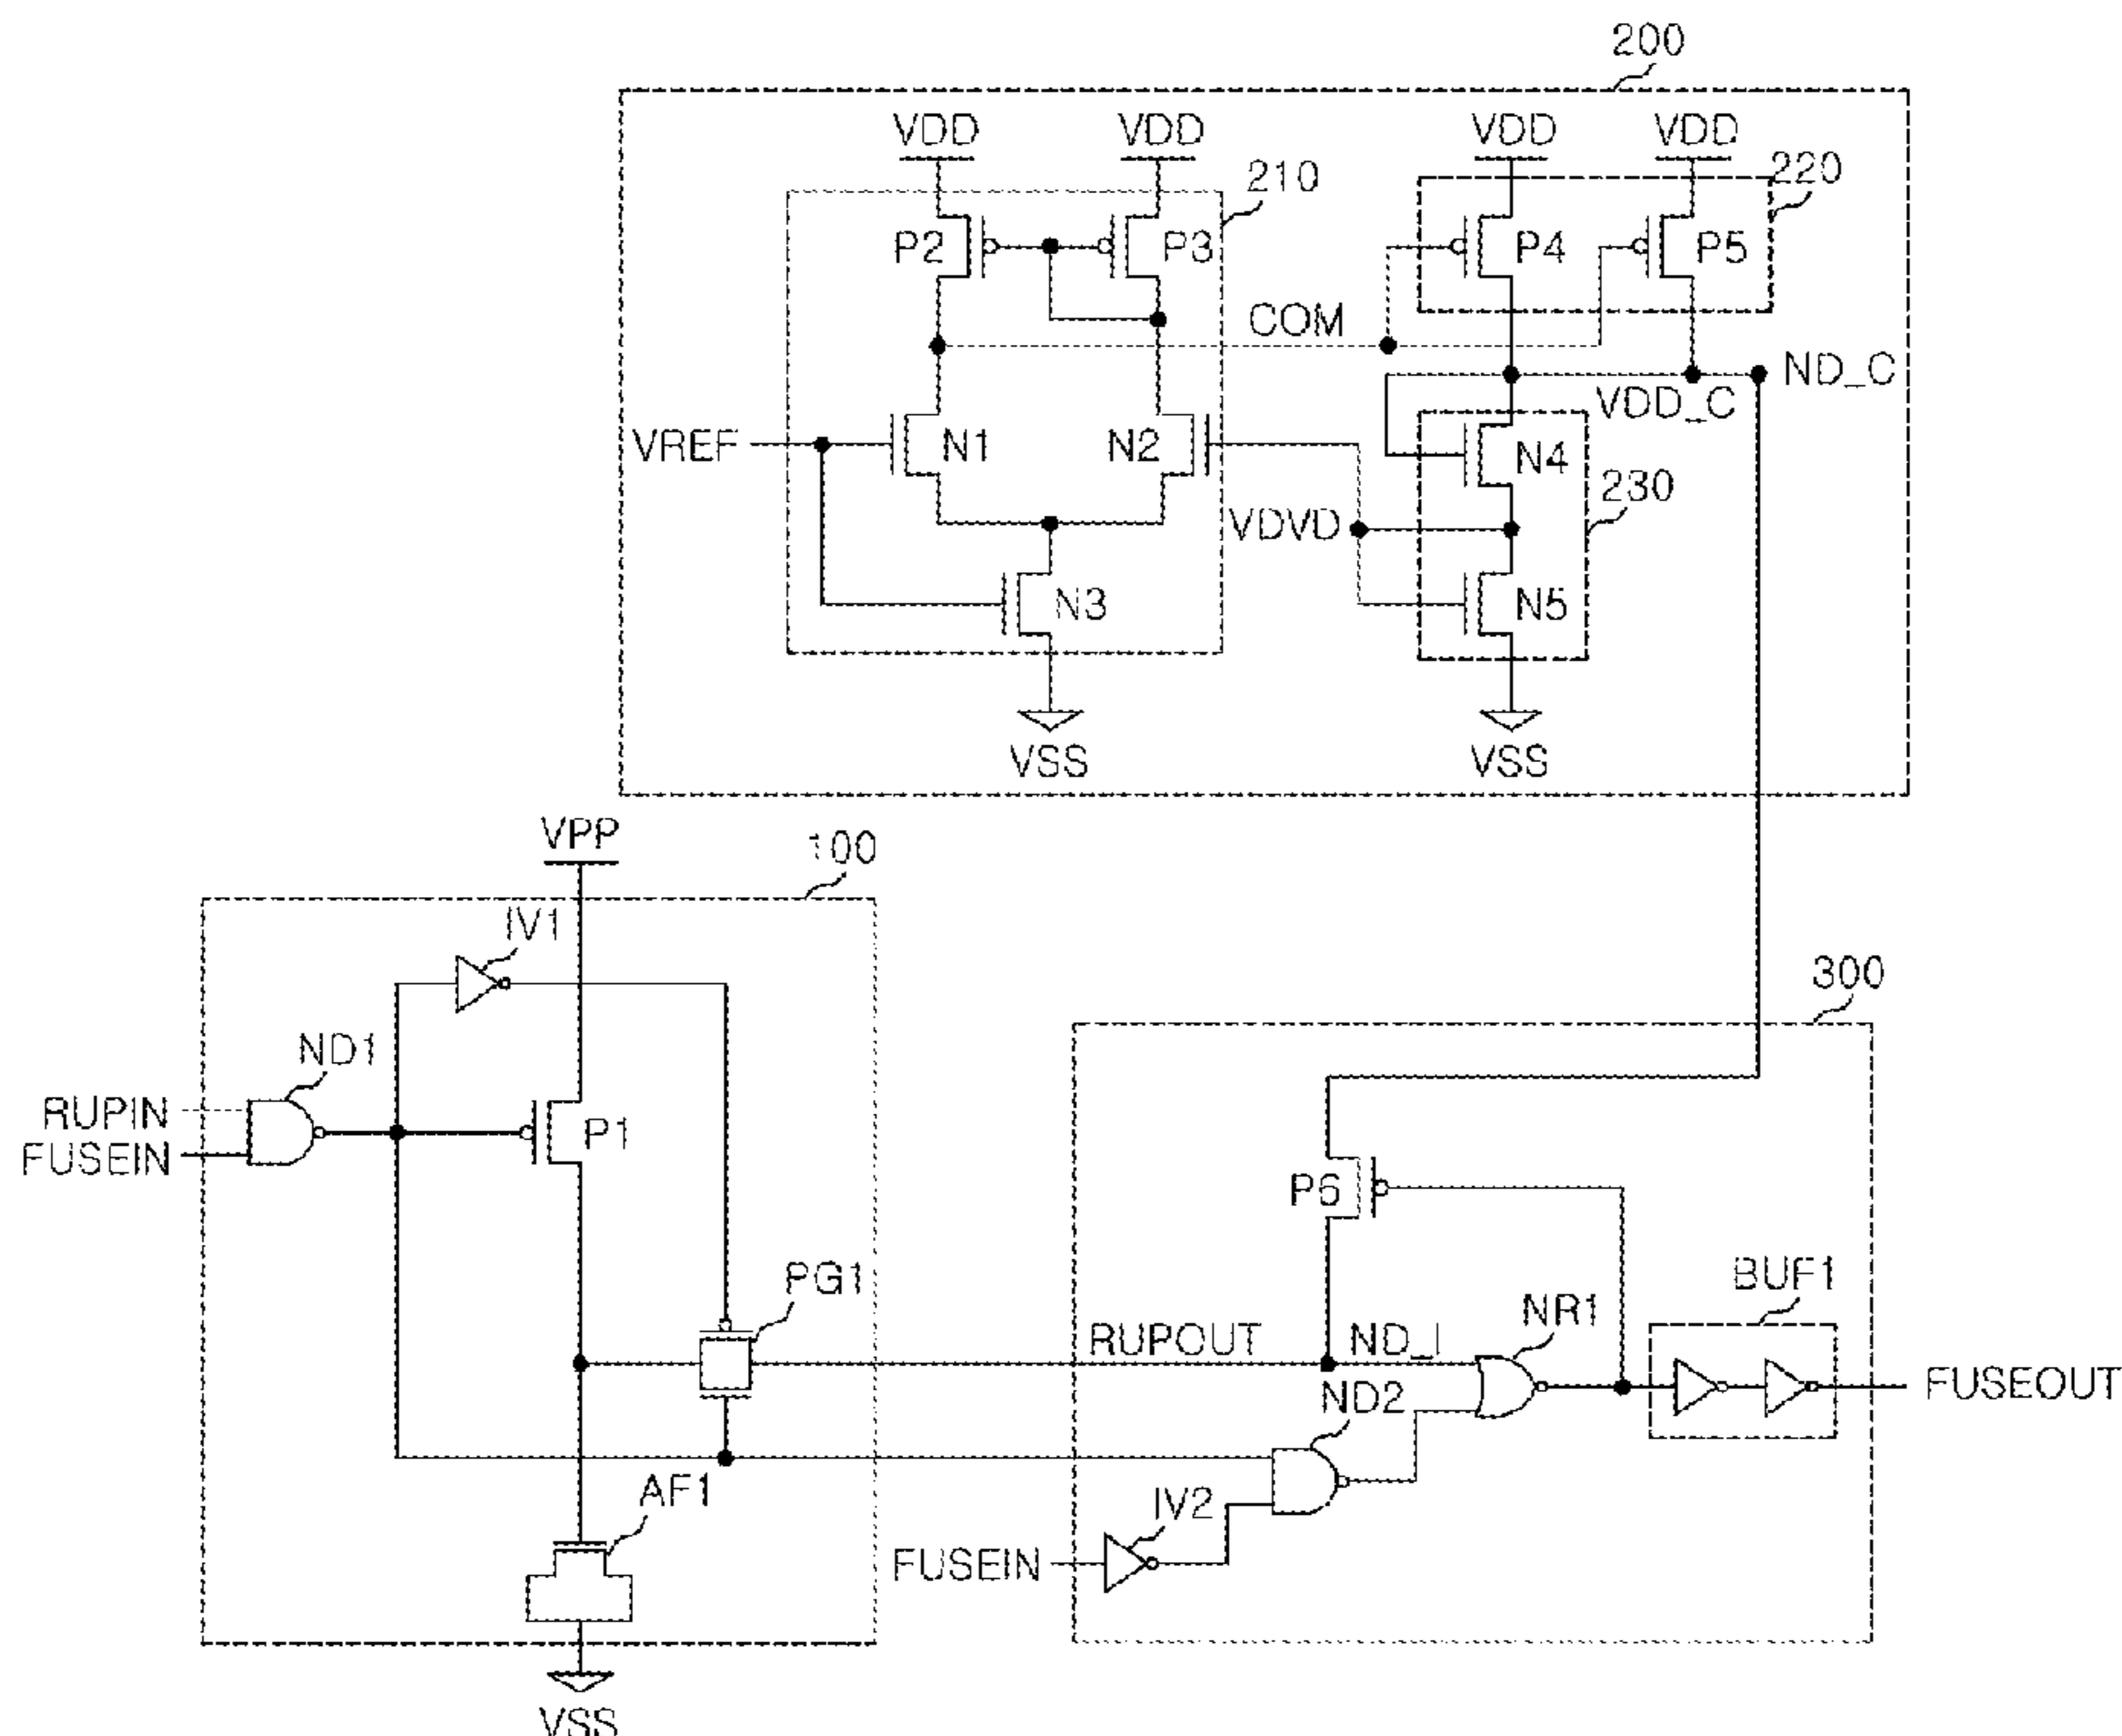 200
VDD VDD VDD VDD
210 220
P2 P3 P4 P5
COM
ND_C
VDD_C
VREF N1 N2 N4
230
VDVD
N3 N5
VSS VSS
VPP
100
IV1
300
ND1
RUPIN
FUSEIN
P1
P6
PG1 BUF1
RUPOUT ND_I NR1
FUSEOUT
ND2
AF1
IV2
FUSEIN
VSS